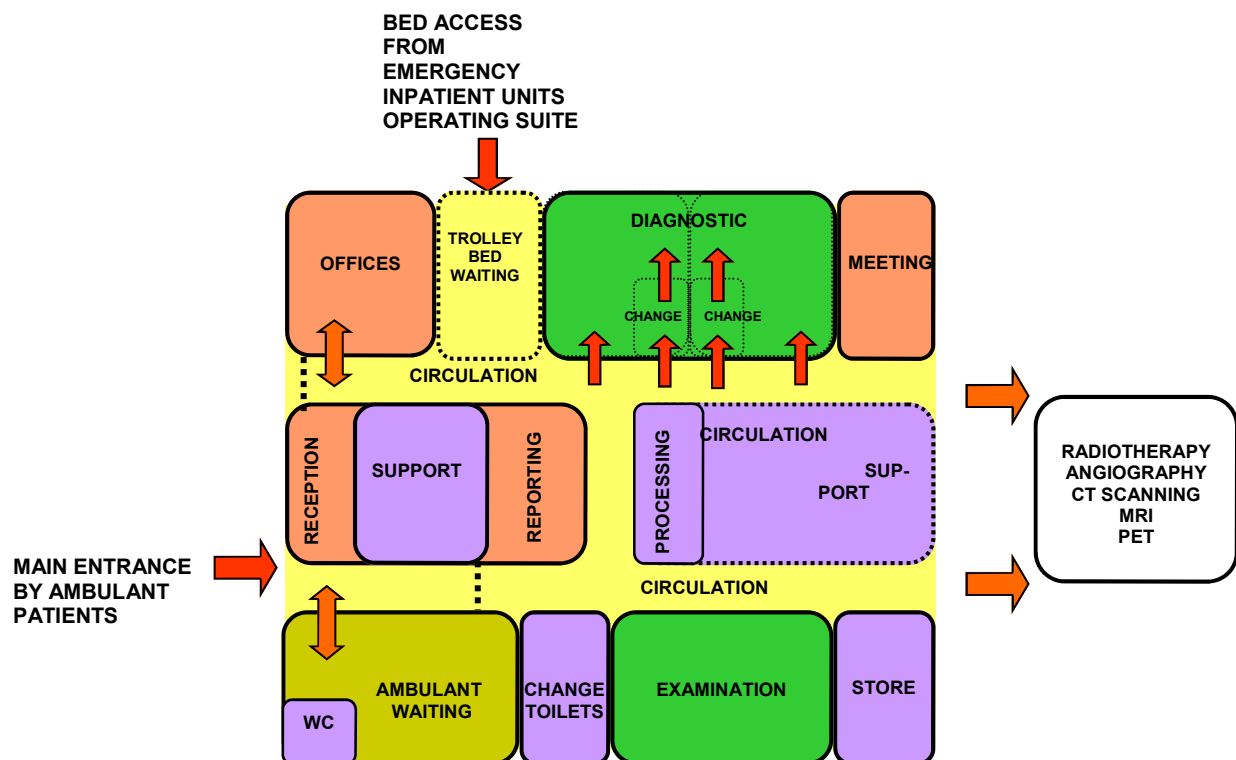 BED ACCESS
FROM
EMERGENCY
INPATIENT UNITS
OPERATING SUITE
OFFICES
TROLLEY
BED
WAITING
DIAGNOSTIC
CHANGE
CHANGE
MEETING
CIRCULATION
RECEPTION
SUPPORT
REPORTING
PROCESSING
CIRCULATION
SUP-
PORT
RADIOTHERAPY
ANGIOGRAPHY
CT SCANNING
MRI
PET
MAIN ENTRANCE
BY AMBULANT
PATIENTS
CIRCULATION
AMBULANT
WAITING
WC
CHANGE
TOILETS
EXAMINATION
STORE